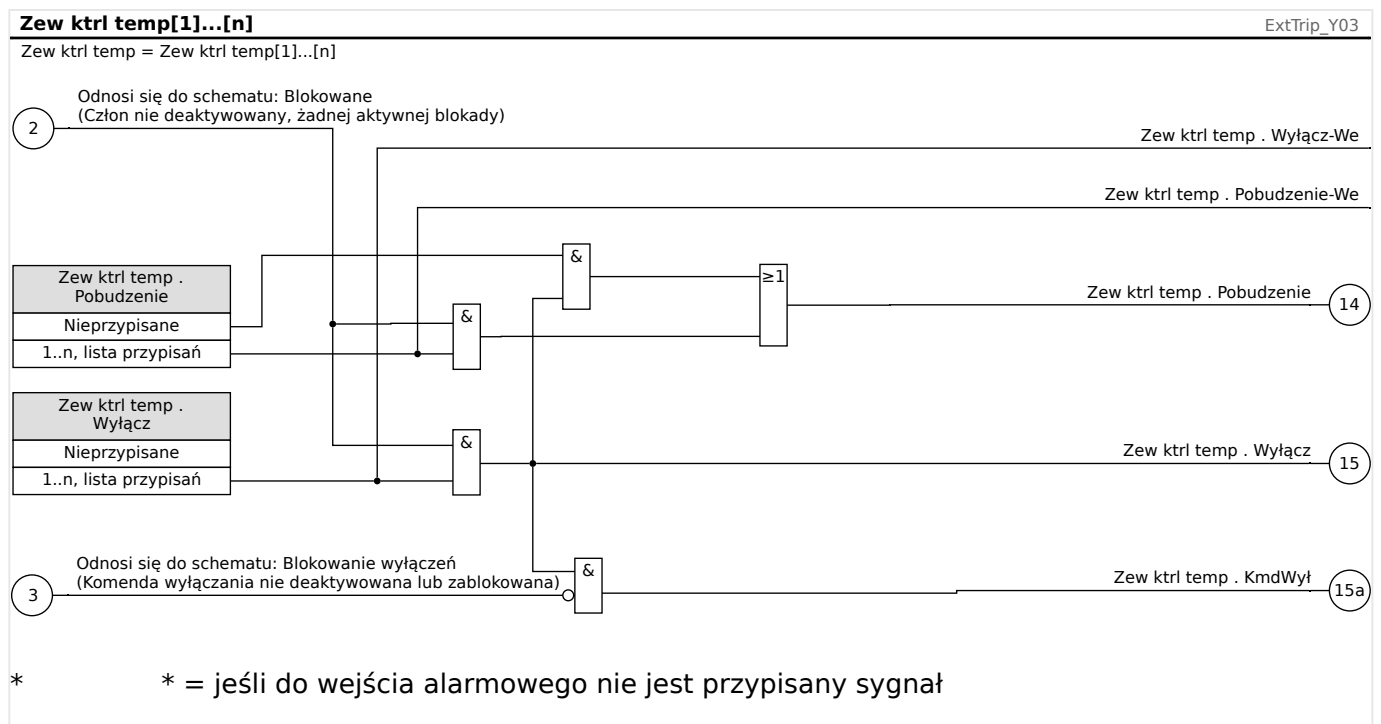 Zew ktrl temp[1]...[n]
ExtTrip_Y03
Zew ktrl temp = Zew ktrl temp[1]...[n]
Odnosi się do schematu: Blokowane
(Człon nie deaktywowany, żadnej aktywnej blokady)
2
Zew ktrl temp . Wyłącz-We
Zew ktrl temp . Pobudzenie-We
&
Zew ktrl temp .
Pobudzenie
≥1
Zew ktrl temp . Pobudzenie
14
&
Nieprzypisane
1..n, lista przypisań
Zew ktrl temp .
Wyłącz
&
Nieprzypisane
Zew ktrl temp . Wyłącz
15
1..n, lista przypisań
Odnosi się do schematu: Blokowanie wyłączeń
(Komenda wyłączania nie deaktywowana lub zablokowana)
3
&
Zew ktrl temp . KmdWył
15a
*
* = jeśli do wejścia alarmowego nie jest przypisany sygnał